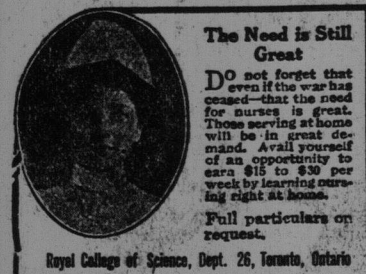 The Need is Still
Great
DO not forget that
even if the war has
ceased—that the need
for nurses is great.
Those serving at home
will be in great de-
mand. Avail yourself
of an opportunity to
earn $15 to $30 per
week by learning nurs-
ing right at home.
Full particulars on
request.
Royal College of Science, Dept. 26, Toronto, Ontario